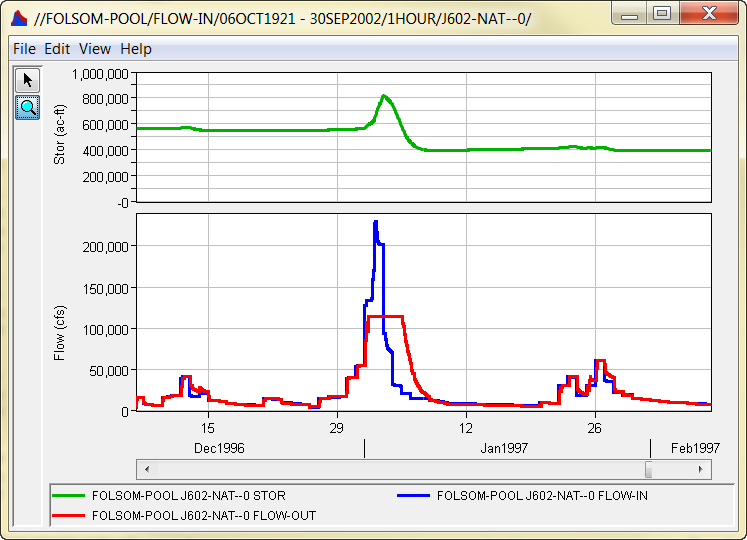 //FOLSOM-POOL/FLOW-IN/06OCT1921 - 30SEP2002/1HOUR/J602-NAT--0/
File Edit View Help
Stor (ac-ft)
1,000,000
800,000
600,000
400,000
200,000
-0
Flow (cfs)
200,000
150,000
100,000
50,000
0
15 29 12 26
Dec1996 Jan1997 Feb1997
FOLSOM-POOL J602-NAT--0 STOR
FOLSOM-POOL J602-NAT--0 FLOW-IN
FOLSOM-POOL J602-NAT--0 FLOW-OUT